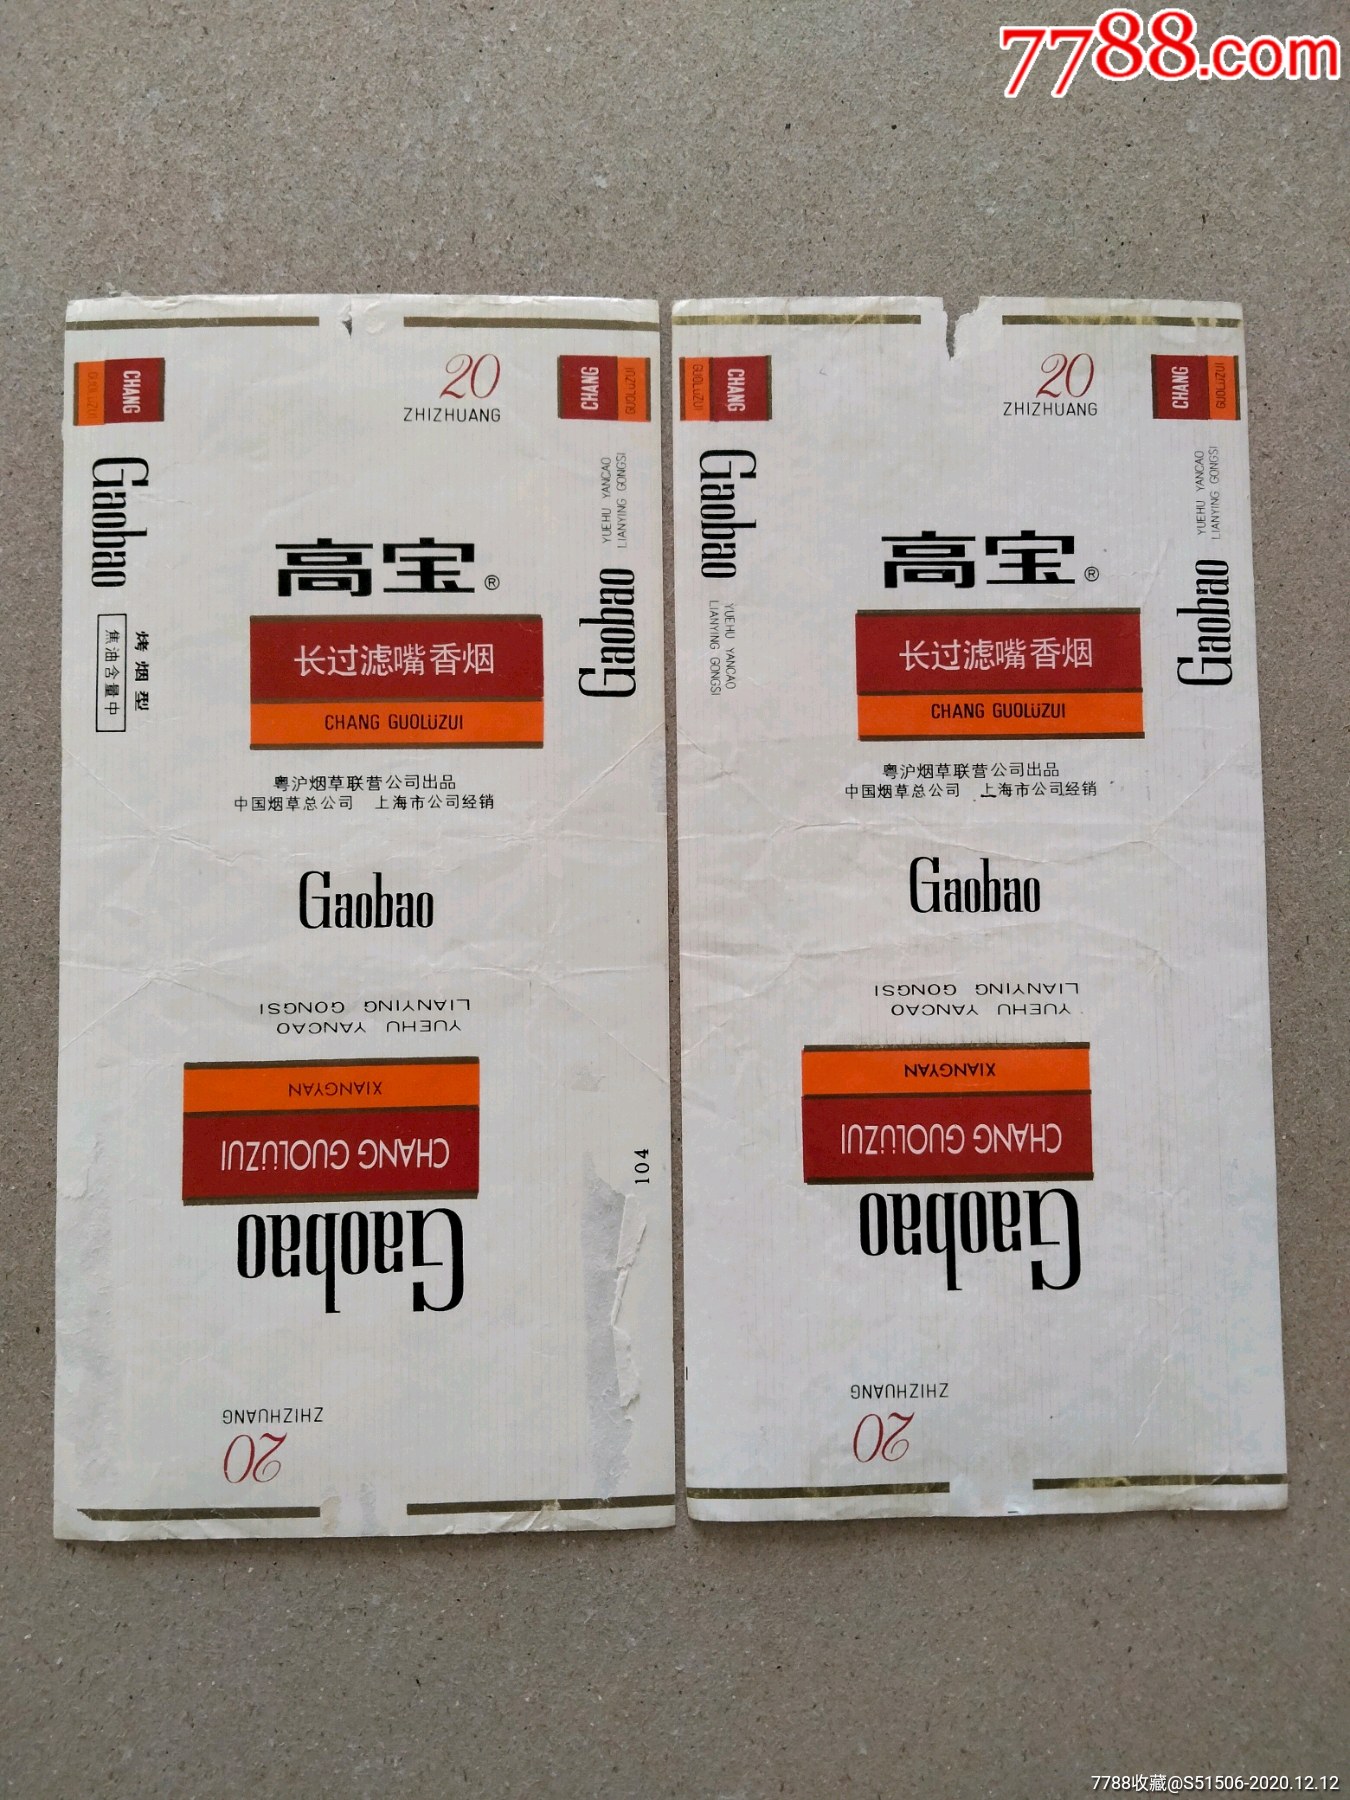 7788.com
CHANG
GUOLÜZUI
20
ZHIZHUANG
CHANG
GUOLÜZUI
Gaobao
烤烟型
焦油含量中
YUEHU YANCAO
LIANYING GONGSI
Gaobao
高宝®
长过滤嘴香烟
CHANG GUOLÜZUI
粤沪烟草联营公司出品
中国烟草总公司 上海市公司经销
Gaobao
YUEHU YANCAO
LIANYING GONGSI
XIANGYAN
CHANG GUOLÜZUI
Gaobao
104
ZHIZHUANG
20
CHANG
GUOLÜZUI
20
ZHIZHUANG
CHANG
GUOLÜZUI
Gaobao
YUEHU YANCAO
LIANYING GONGSI
YUEHU YANCAO
LIANYING GONGSI
Gaobao
高宝®
长过滤嘴香烟
CHANG GUOLÜZUI
粤沪烟草联营公司出品
中国烟草总公司 上海市公司经销
Gaobao
YUEHU YANCAO
LIANYING GONGSI
XIANGYAN
CHANG GUOLÜZUI
Gaobao
ZHIZHUANG
20
7788收藏@S51506-2020.12.12